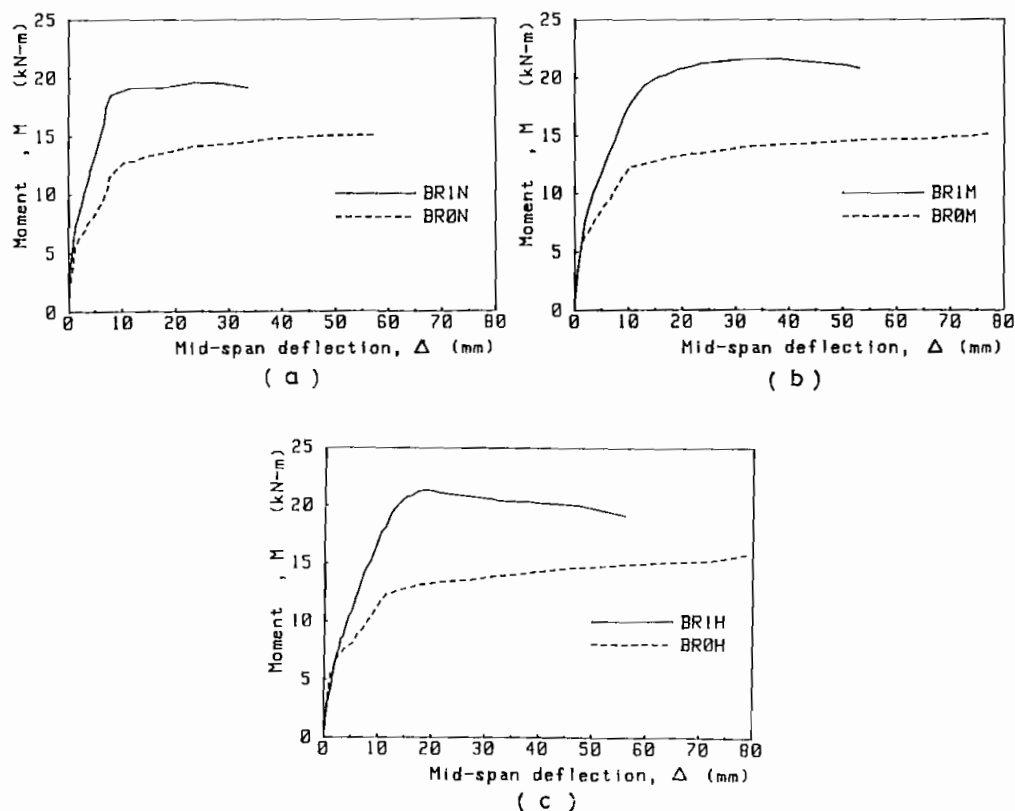 Moment , M (kN-m)
25
20
15
10
5
0
BR1N
BR0N
0 10 20 30 40 50 60 70 80
Mid-span deflection, Δ (mm)
( a )
Moment , M (kN-m)
25
20
15
10
5
0
BR1M
BR0M
0 10 20 30 40 50 60 70 80
Mid-span deflection, Δ (mm)
( b )
Moment , M (kN-m)
25
20
15
10
5
0
BR1H
BR0H
0 10 20 30 40 50 60 70 80
Mid-span deflection, Δ (mm)
( c )